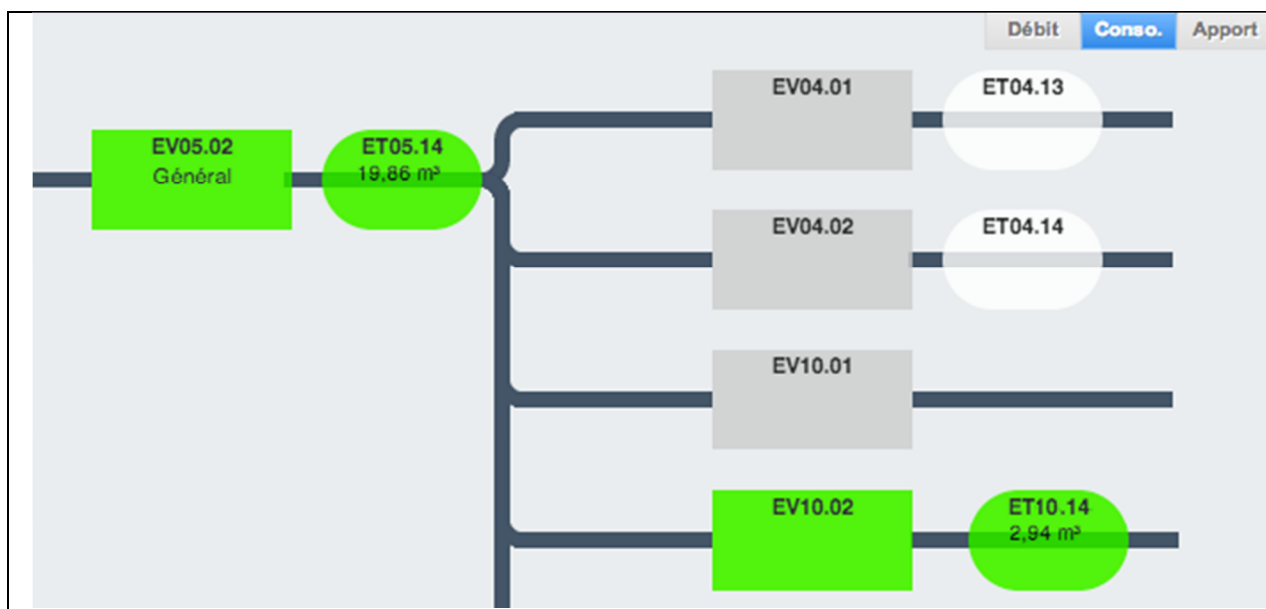 Débit Conso. Apport
EV04.01
ET04.13
EV05.02
Général
ET05.14
19,86 m³
EV04.02
ET04.14
EV10.01
EV10.02
ET10.14
2,94 m³